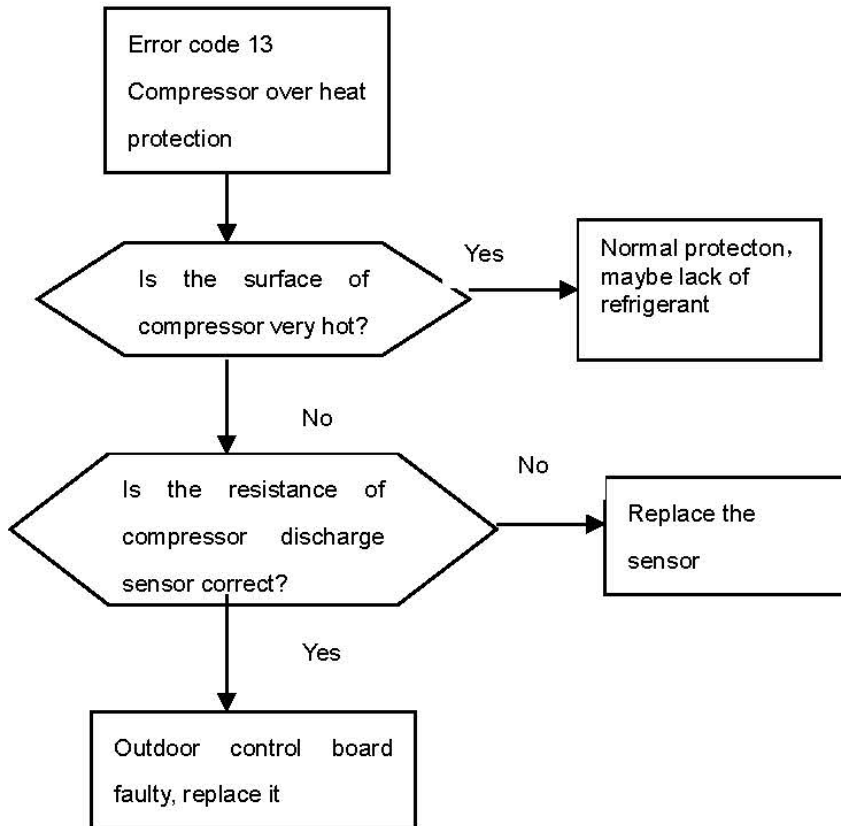 Error code 13
Compressor over heat
protection
Yes
Normal protecton，
maybe lack of
refrigerant
Is the surface of
compressor very hot?
No
No
Is the resistance of
compressor discharge
sensor correct?
Replace the
sensor
Yes
Outdoor control board
faulty, replace it